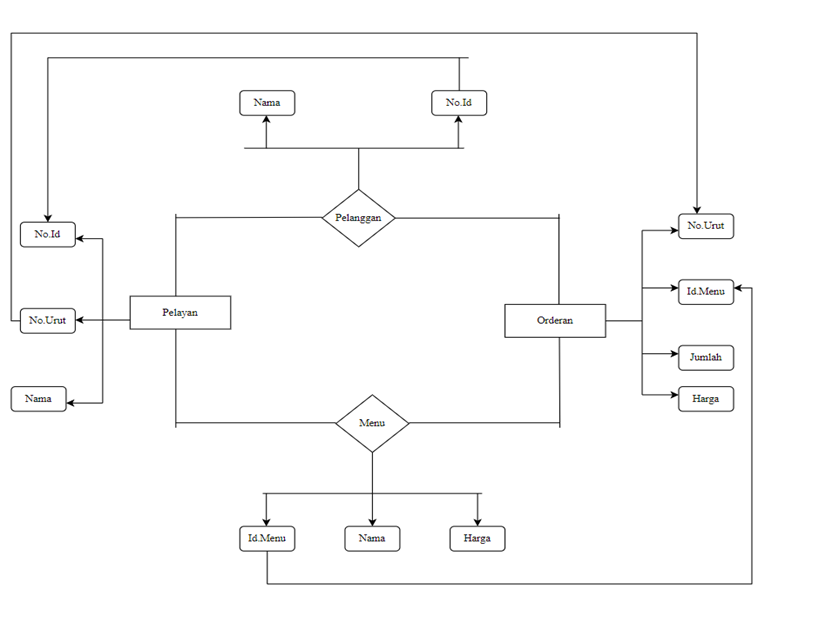 Nama
No.Id
Pelanggan
No.Id
No.Urut
Pelayan
No.Urut
Id.Menu
Orderan
Jumlah
Nama
Harga
Menu
Id.Menu
Nama
Harga